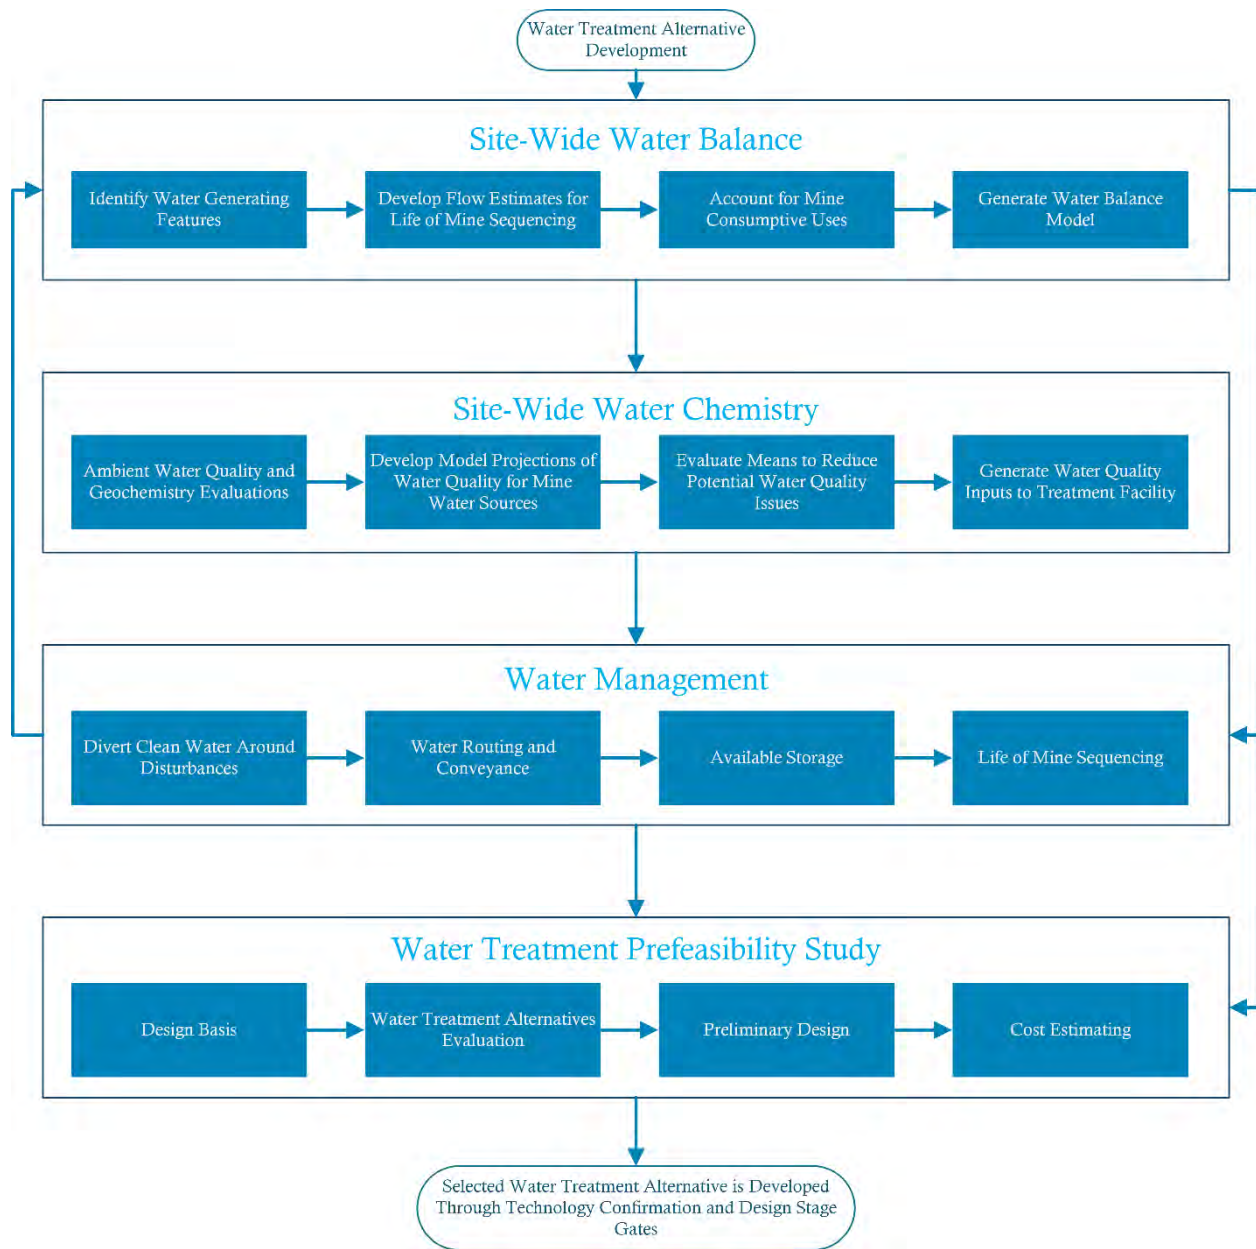 Water Treatment Alternative
Development
Site-Wide Water Balance
Identify Water Generating
Features
Develop Flow Estimates for
Life of Mine Sequencing
Account for Mine
Consumptive Uses
Generate Water Balance
Model
Site-Wide Water Chemistry
Ambient Water Quality and
Geochemistry Evaluations
Develop Model Projections of
Water Quality for Mine
Water Sources
Evaluate Means to Reduce
Potential Water Quality
Issues
Generate Water Quality
Inputs to Treatment Facility
Water Management
Divert Clean Water Around
Disturbances
Water Routing and
Conveyance
Available Storage
Life of Mine Sequencing
Water Treatment Prefeasibility Study
Design Basis
Water Treatment Alternatives
Evaluation
Preliminary Design
Cost Estimating
Selected Water Treatment Alternative is Developed
Through Technology Confirmation and Design Stage
Gates